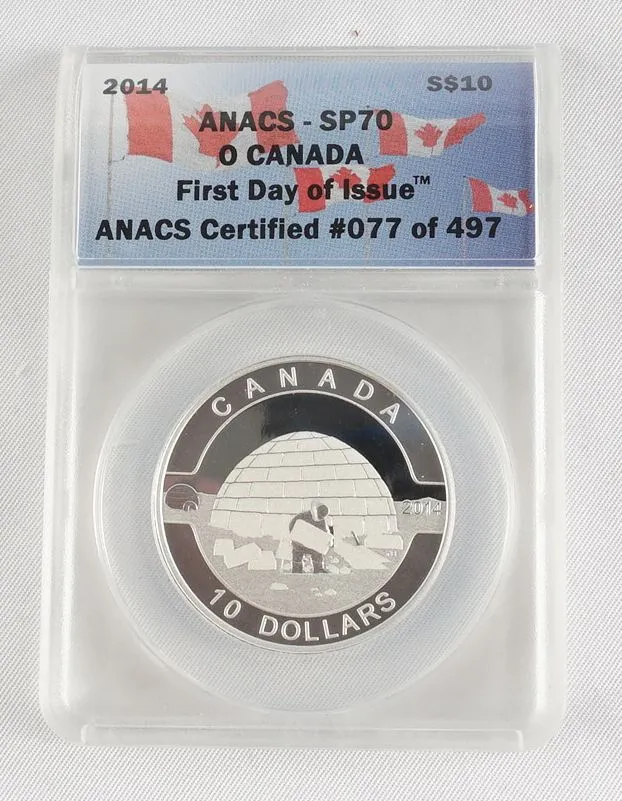 2014 S$10
ANACS - SP70
O CANADA
First Day of Issue™
ANACS Certified #077 of 497
CANADA
2014
10 DOLLARS